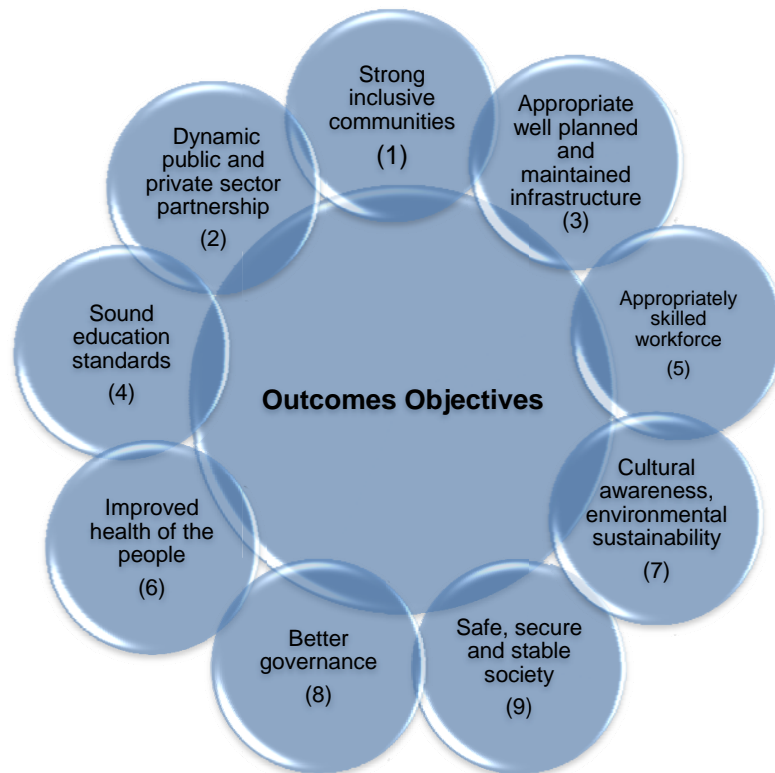 Strong
inclusive
communities
(1)
Dynamic
public and
private sector
partnership
(2)
Appropriate
well planned
and
maintained
infrastructure
(3)
Sound
education
standards
(4)
Appropriately
skilled
workforce
(5)
Outcomes Objectives
Improved
health of the
people
(6)
Cultural
awareness,
environmental
sustainability
(7)
Better
governance
(8)
Safe, secure
and stable
society
(9)